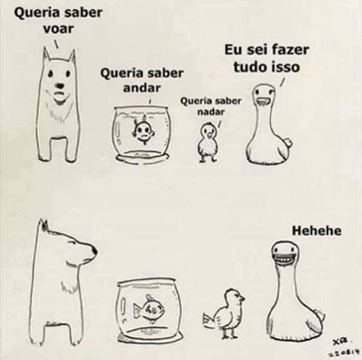 Queria saber
voar
Queria saber
andar
Queria saber
nadar
Eu sei fazer
tudo isso
Hehehe